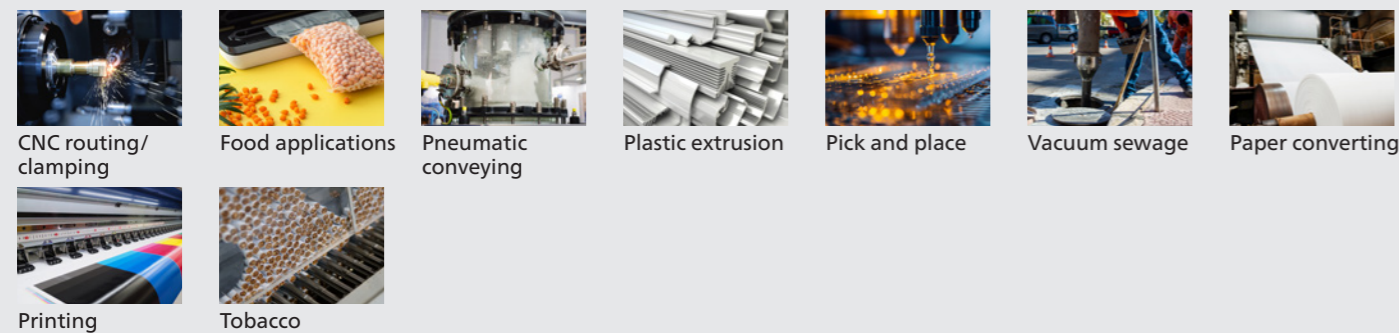 CNC routing/
clamping
Food applications
Pneumatic
conveying
Plastic extrusion
Pick and place
Vacuum sewage
Paper converting
Printing
Tobacco